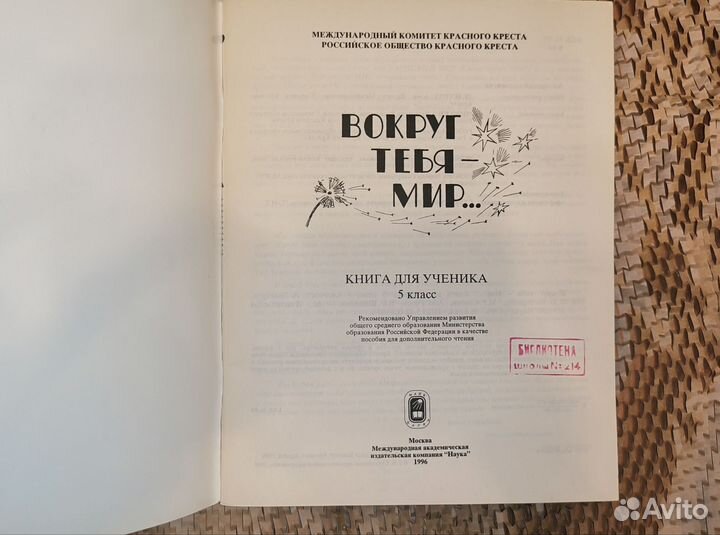 МЕЖДУНАРОДНЫЙ КОМИТЕТ КРАСНОГО КРЕСТА
РОССИЙСКОЕ ОБЩЕСТВО КРАСНОГО КРЕСТА
ВОКРУГ
ТЕБЯ –
МИР...
КНИГА ДЛЯ УЧЕНИКА
5 класс
Рекомендовано Управлением развития
общего среднего образования Министерства
образования Российской Федерации в качестве
пособия для дополнительного чтения
БИБЛИОТЕКА
школы № 214
НАУКА
Москва
Международная академическая
издательская компания "Наука"
1996
Avito